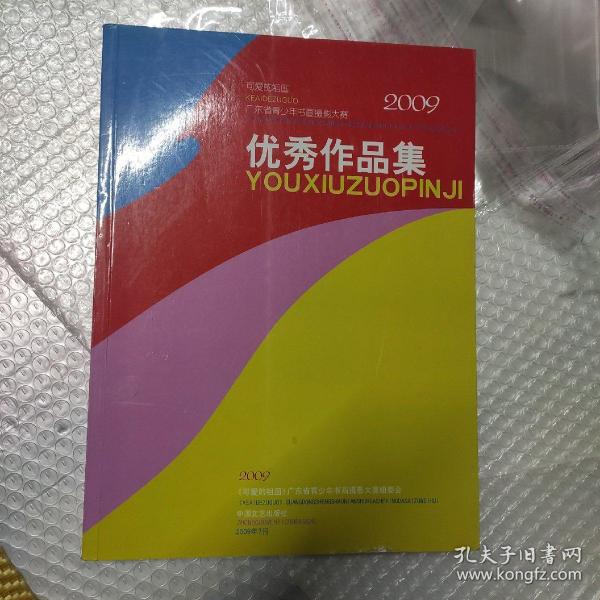 可爱的祖国
KEAIDEZUGUO
广东省青少年书画摄影大赛
2009
优秀作品集
YOUXIUZUOPINJI
2009
《可爱的祖国》广东省青少年书画摄影大赛组委会
中国文艺出版社
2009年7月
孔夫子旧书网
www.kongfz.com